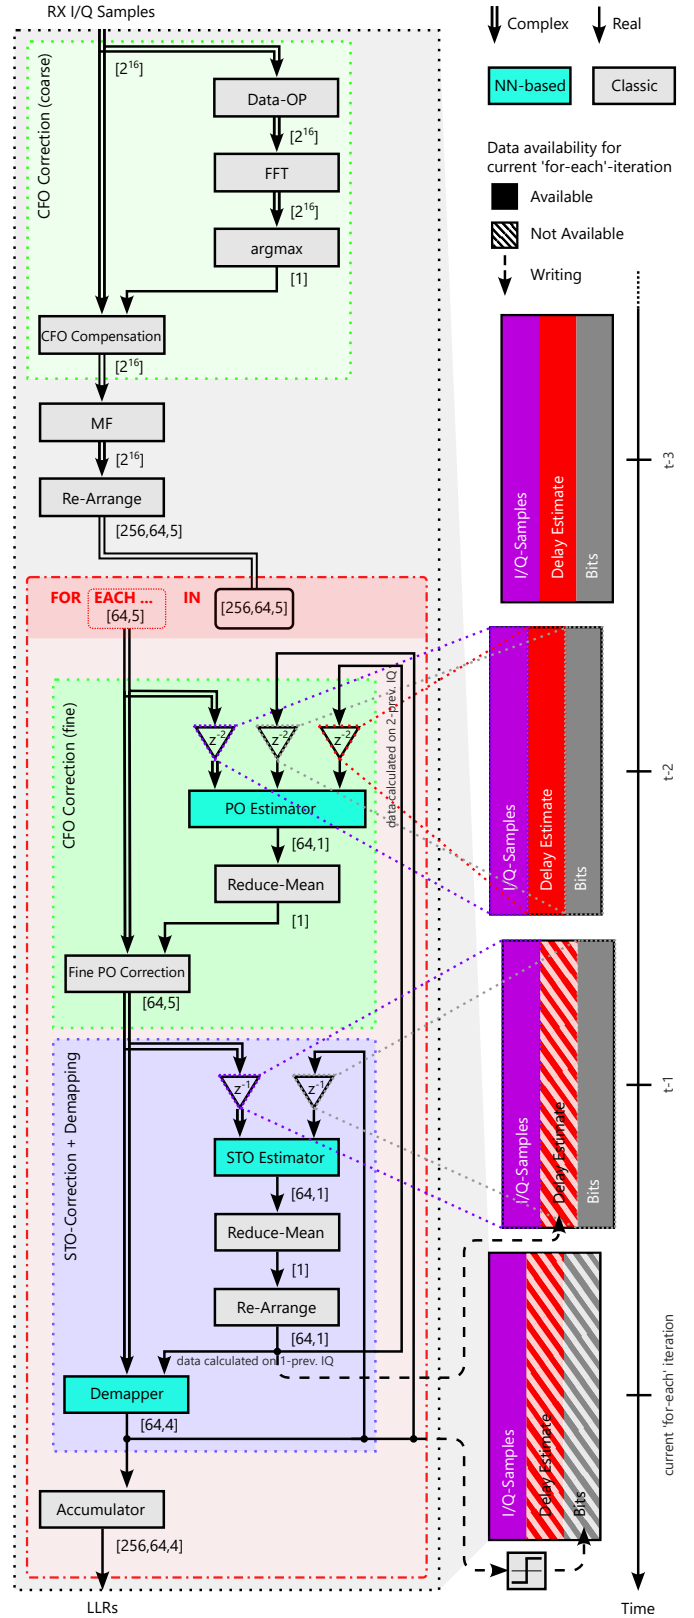 RX I/Q Samples
Complex
Real
NN-based
Classic
Data availability for
current 'for-each'-iteration
Available
Not Available
Writing
CFO Correction (coarse)
[2^16]
Data-OP
[2^16]
FFT
[2^16]
argmax
[1]
CFO Compensation
[2^16]
MF
[2^16]
Re-Arrange
[256,64,5]
FOR EACH ... IN
[64,5]
[256,64,5]
CFO Correction (fine)
z^-2
z^-2
z^-2
data calculated on 2-prev. IQ
PO Estimator
[64,1]
Reduce-Mean
[1]
Fine PO Correction
[64,5]
STO-Correction + Demapping
z^-1
z^-1
STO Estimator
[64,1]
Reduce-Mean
[1]
Re-Arrange
[64,1]
data calculated on 1-prev. IQ
Demapper
[64,4]
Accumulator
[256,64,4]
LLRs
I/Q-Samples
Delay Estimate
Bits
t-3
I/Q-Samples
Delay Estimate
Bits
t-2
I/Q-Samples
Delay Estimate
Bits
t-1
I/Q-Samples
Delay Estimate
Bits
current 'for-each' iteration
Time